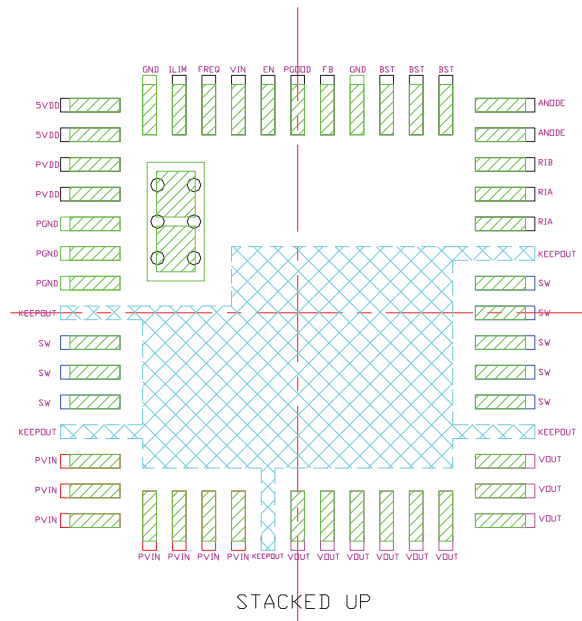 GND ILIM FREQ VIN EN PGOOD FB GND BST BST BST
5VDD ANODE
5VDD ANODE
PVDD RIB
PVDD RIA
PGND RIA
PGND KEEPOUT
PGND SW
KEEPOUT SW
SW SW
SW SW
SW SW
KEEPOUT KEEPOUT
PVIN VOUT
PVIN VOUT
PVIN VOUT
PVIN PVIN PVIN PVIN KEEPOUT VOUT VOUT VOUT VOUT VOUT VOUT
STACKED UP